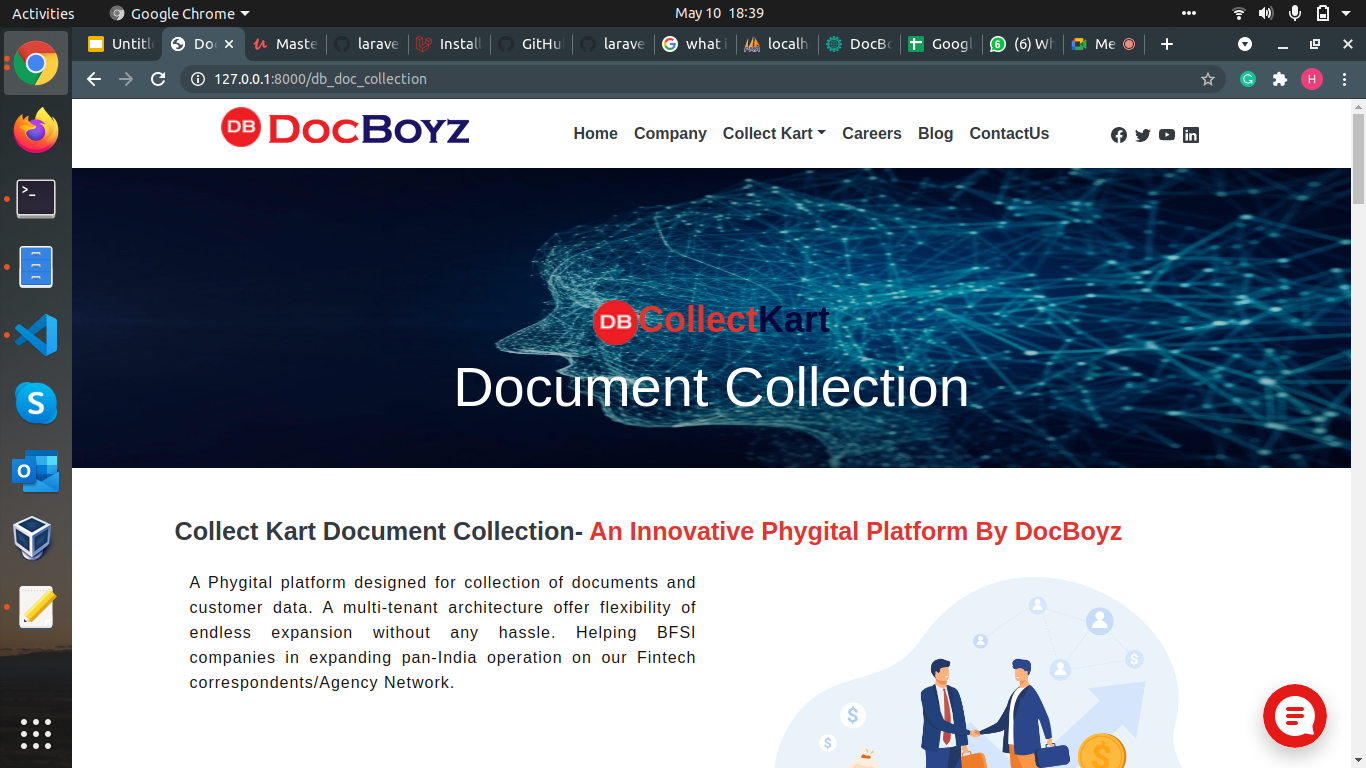 Activities Google Chrome May 10 18:39
Untitl Doc Maste larave Install GitHu larave what i localh DocBo Googl (6) Wh Me
127.0.0.1:8000/db_doc_collection
DB DocBoyz Home Company Collect Kart Careers Blog ContactUs
DB CollectKart
Document Collection
Collect Kart Document Collection- An Innovative Phygital Platform By DocBoyz
A Phygital platform designed for collection of documents and
customer data. A multi-tenant architecture offer flexibility of
endless expansion without any hassle. Helping BFSI
companies in expanding pan-India operation on our Fintech
correspondents/Agency Network.